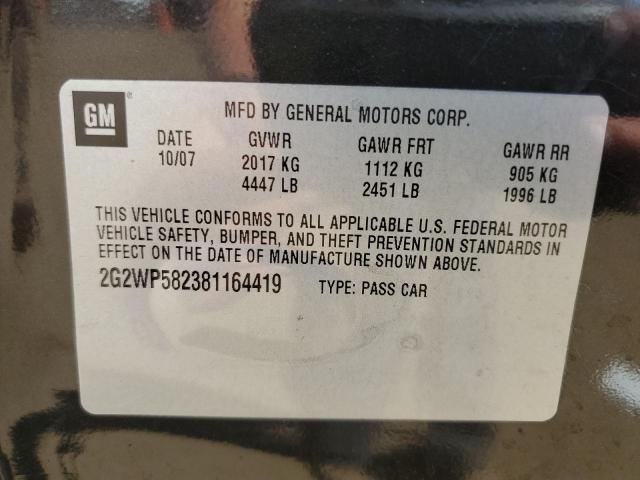 GM ®
MFD BY GENERAL MOTORS CORP.
DATE GVWR GAWR FRT GAWR RR
10/07 2017 KG 1112 KG 905 KG
4447 LB 2451 LB 1996 LB
THIS VEHICLE CONFORMS TO ALL APPLICABLE U.S. FEDERAL MOTOR
VEHICLE SAFETY, BUMPER, AND THEFT PREVENTION STANDARDS IN
EFFECT ON THE DATE OF MANUFACTURE SHOWN ABOVE.
2G2WP582381164419 TYPE: PASS CAR